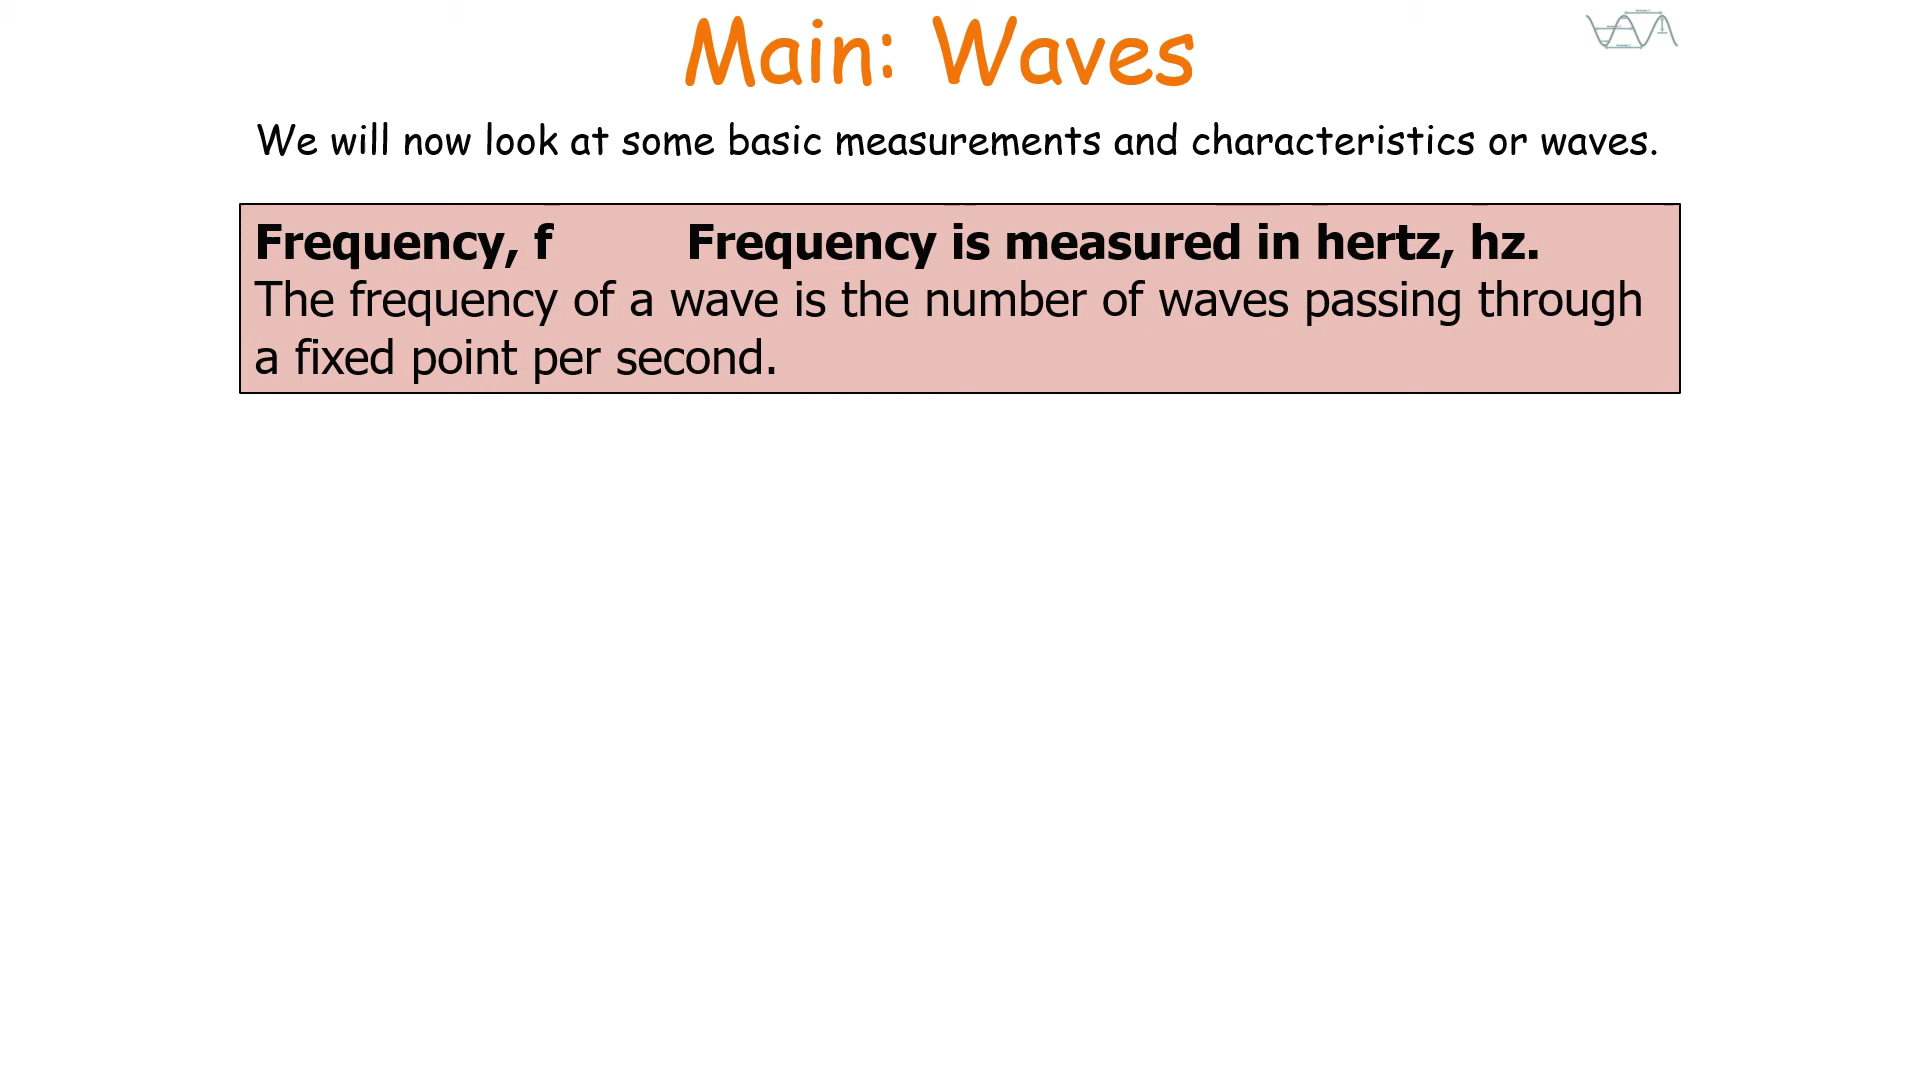 Main: Waves
We will now look at some basic measurements and characteristics or waves.
Frequency, f Frequency is measured in hertz, hz.
The frequency of a wave is the number of waves passing through
a fixed point per second.